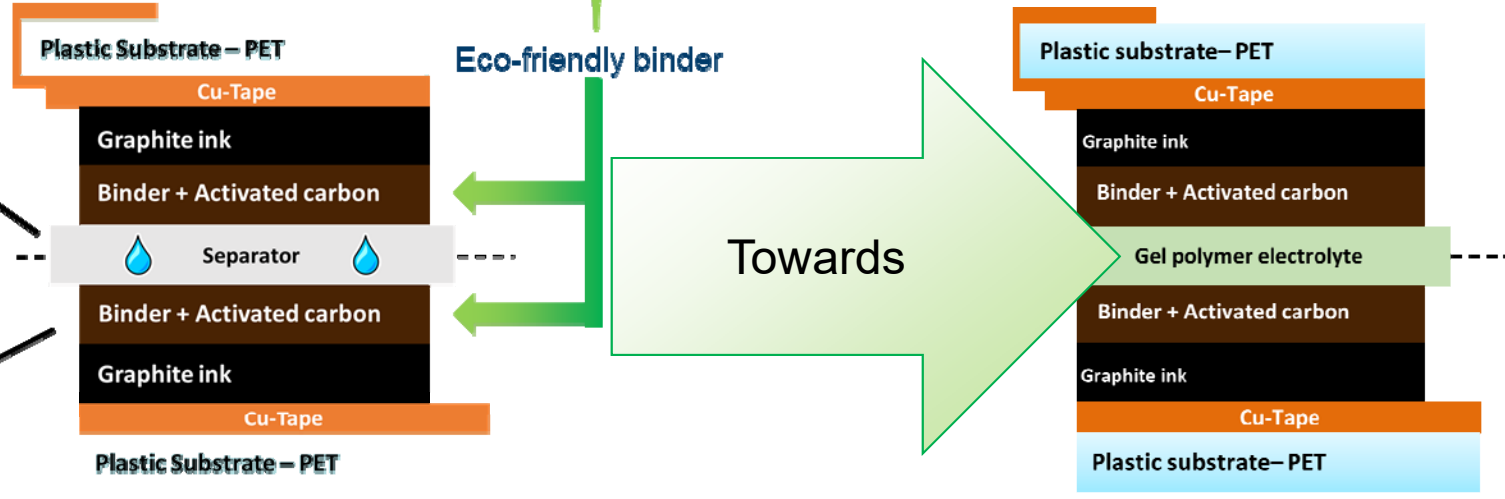 Plastic Substrate – PET
Cu-Tape
Graphite ink
Binder + Activated carbon
Separator
Binder + Activated carbon
Graphite ink
Cu-Tape
Plastic Substrate – PET
Eco-friendly binder
Towards
Plastic substrate– PET
Cu-Tape
Graphite ink
Binder + Activated carbon
Gel polymer electrolyte
Binder + Activated carbon
Graphite ink
Cu-Tape
Plastic substrate– PET